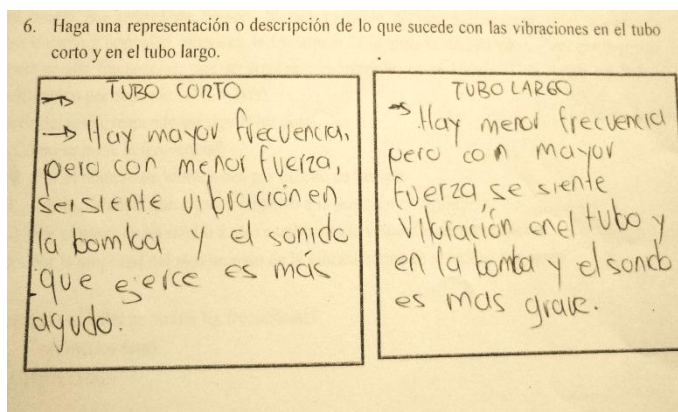 6. Haga una representación o descripción de lo que sucede con las vibraciones en el tubo
corto y en el tubo largo.
TUBO CORTO
→ Hay mayor frecuencia,
pero con menor fuerza,
se siente vibración en
la bomba y el sonido
que ejerce es más
agudo.
TUBO LARGO
→ Hay menor frecuencia
pero con mayor
fuerza, se siente
vibración en el tubo y
en la bomba y el sonido
es mas grave.